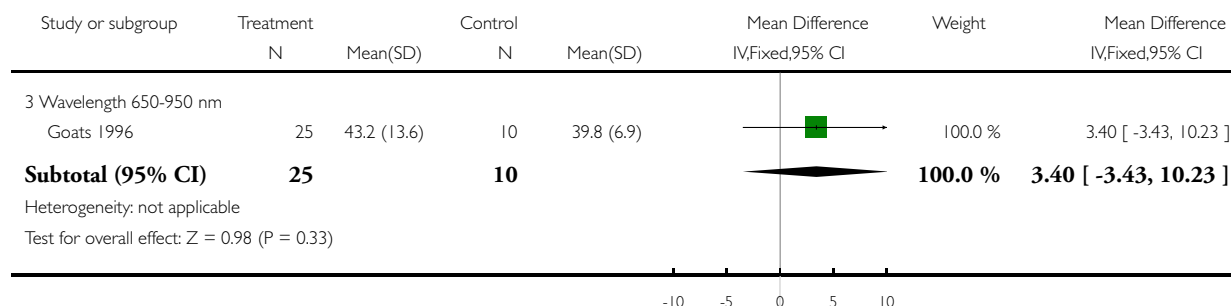 Study or subgroup Treatment Control Mean Difference Weight Mean Difference
N Mean(SD) N Mean(SD) IV,Fixed,95% CI IV,Fixed,95% CI
3 Wavelength 650-950 nm
Goats 1996 25 43.2 (13.6) 10 39.8 (6.9) 100.0 % 3.40 [ -3.43, 10.23 ]
Subtotal (95% CI) 25 10 100.0 % 3.40 [ -3.43, 10.23 ]
Heterogeneity: not applicable
Test for overall effect: Z = 0.98 (P = 0.33)
-10 -5 0 5 10